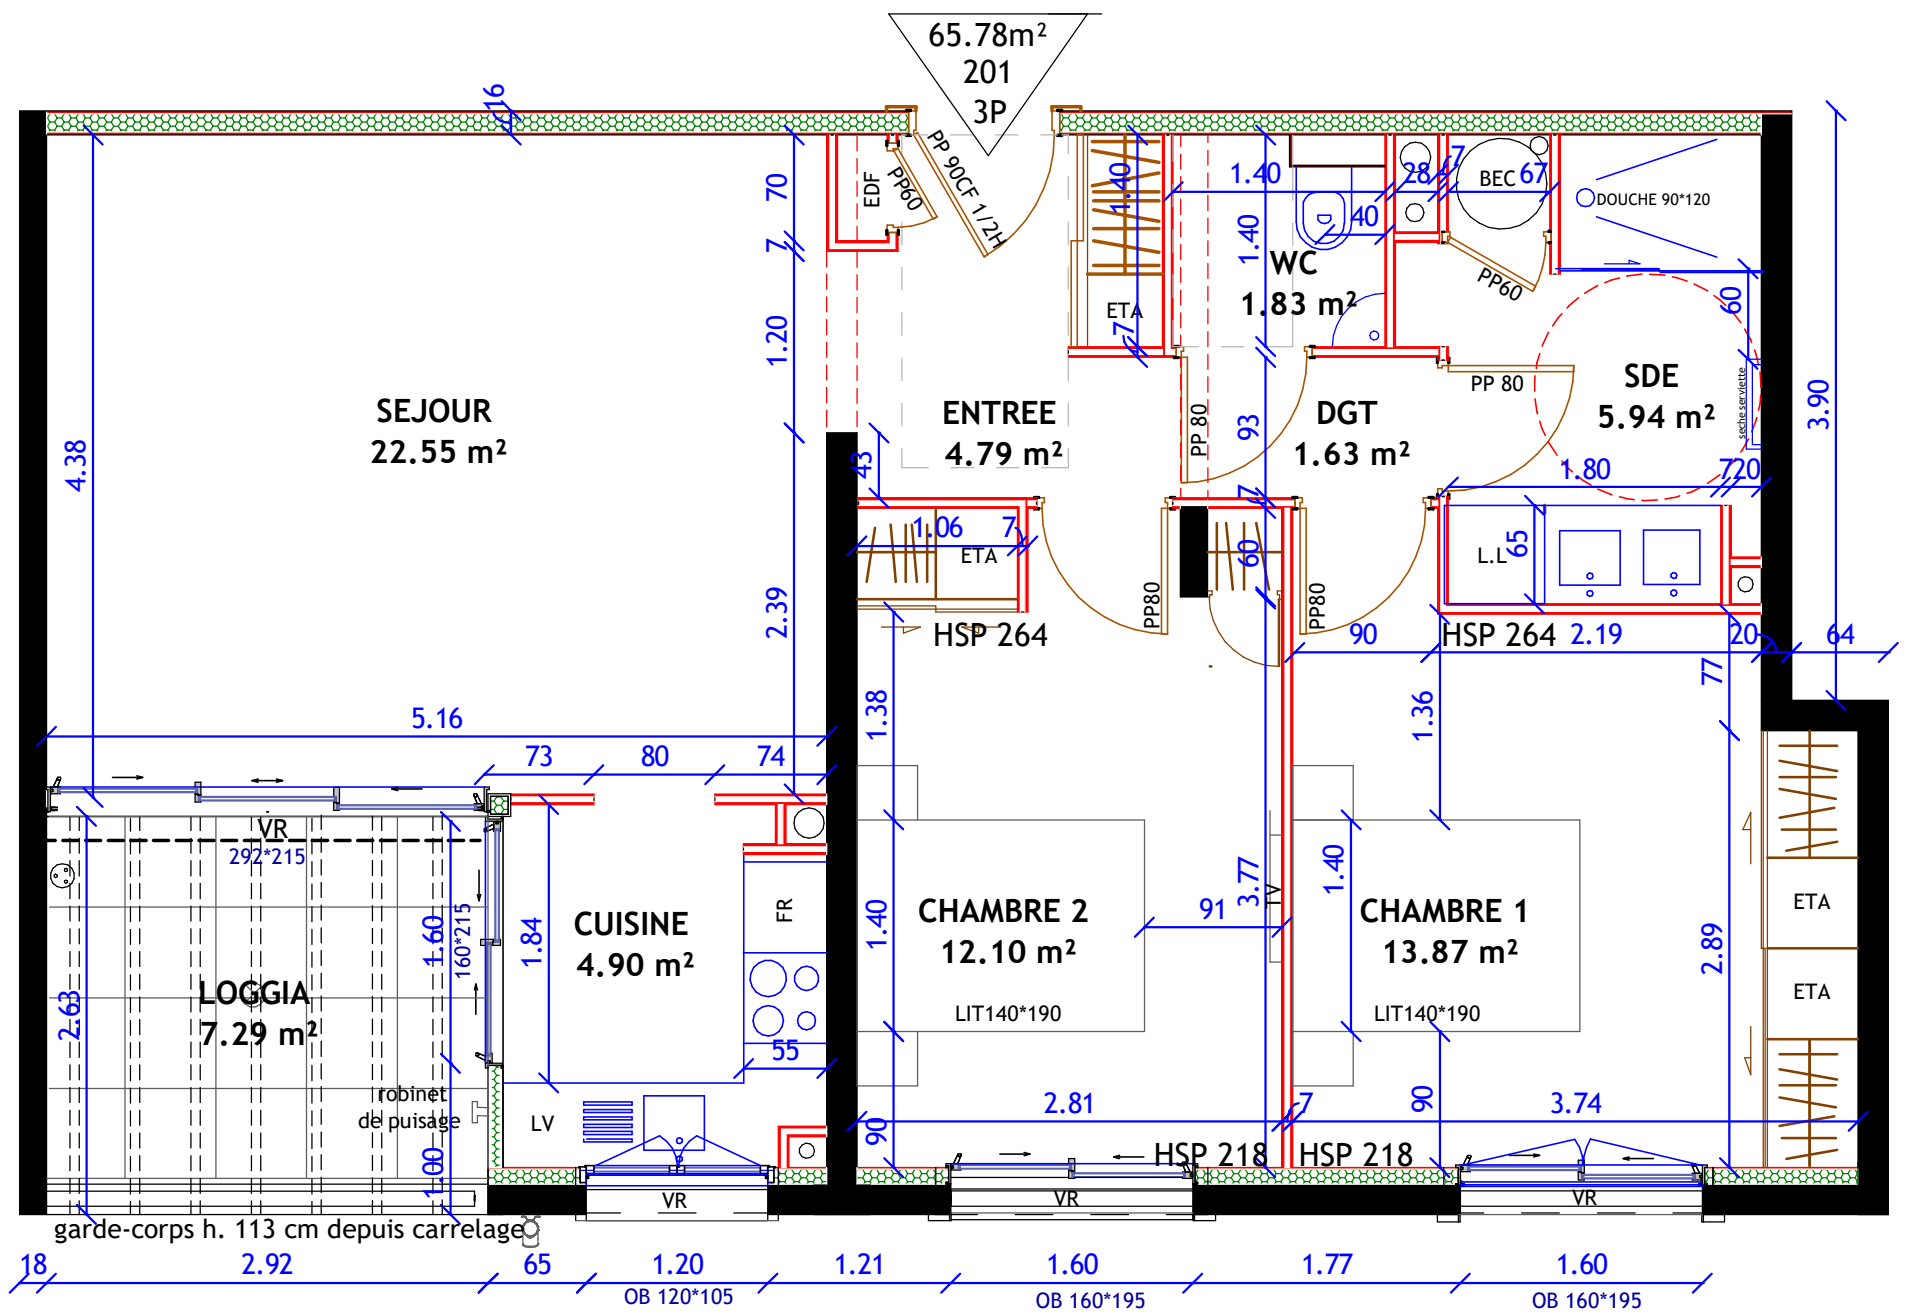 65.78m²
201
3P
16
70
7
1.20
2.39
4.38
SEJOUR
22.55 m²
5.16
EDF
PP60
PP 90CF 1/2H
1.40
ETA
7
1.40
1.40
40
WC
1.83 m²
28
7
BEC
67
PP60
DOUCHE 90*120
60
seche serviette
SDE
5.94 m²
PP 80
3.90
ENTREE
4.79 m²
43
PP 80
93
DGT
1.63 m²
7
1.80
7
20
1.06
7
ETA
60
L.L
65
PP80
PP80
HSP 264
HSP 264
90
2.19
20
64
1.38
1.36
77
73
80
74
VR
292*215
1.84
FR
CUISINE
4.90 m²
1.60
160*215
2.63
LOGGIA
7.29 m²
robinet
de puisage
1.00
LV
55
1.40
CHAMBRE 2
12.10 m²
LIT140*190
91
3.77
TV
1.40
CHAMBRE 1
13.87 m²
LIT140*190
2.89
ETA
ETA
90
2.81
7
90
3.74
HSP 218
HSP 218
VR
VR
VR
garde-corps h. 113 cm depuis carrelage
18
2.92
65
1.20
1.21
1.60
1.77
1.60
OB 120*105
OB 160*195
OB 160*195